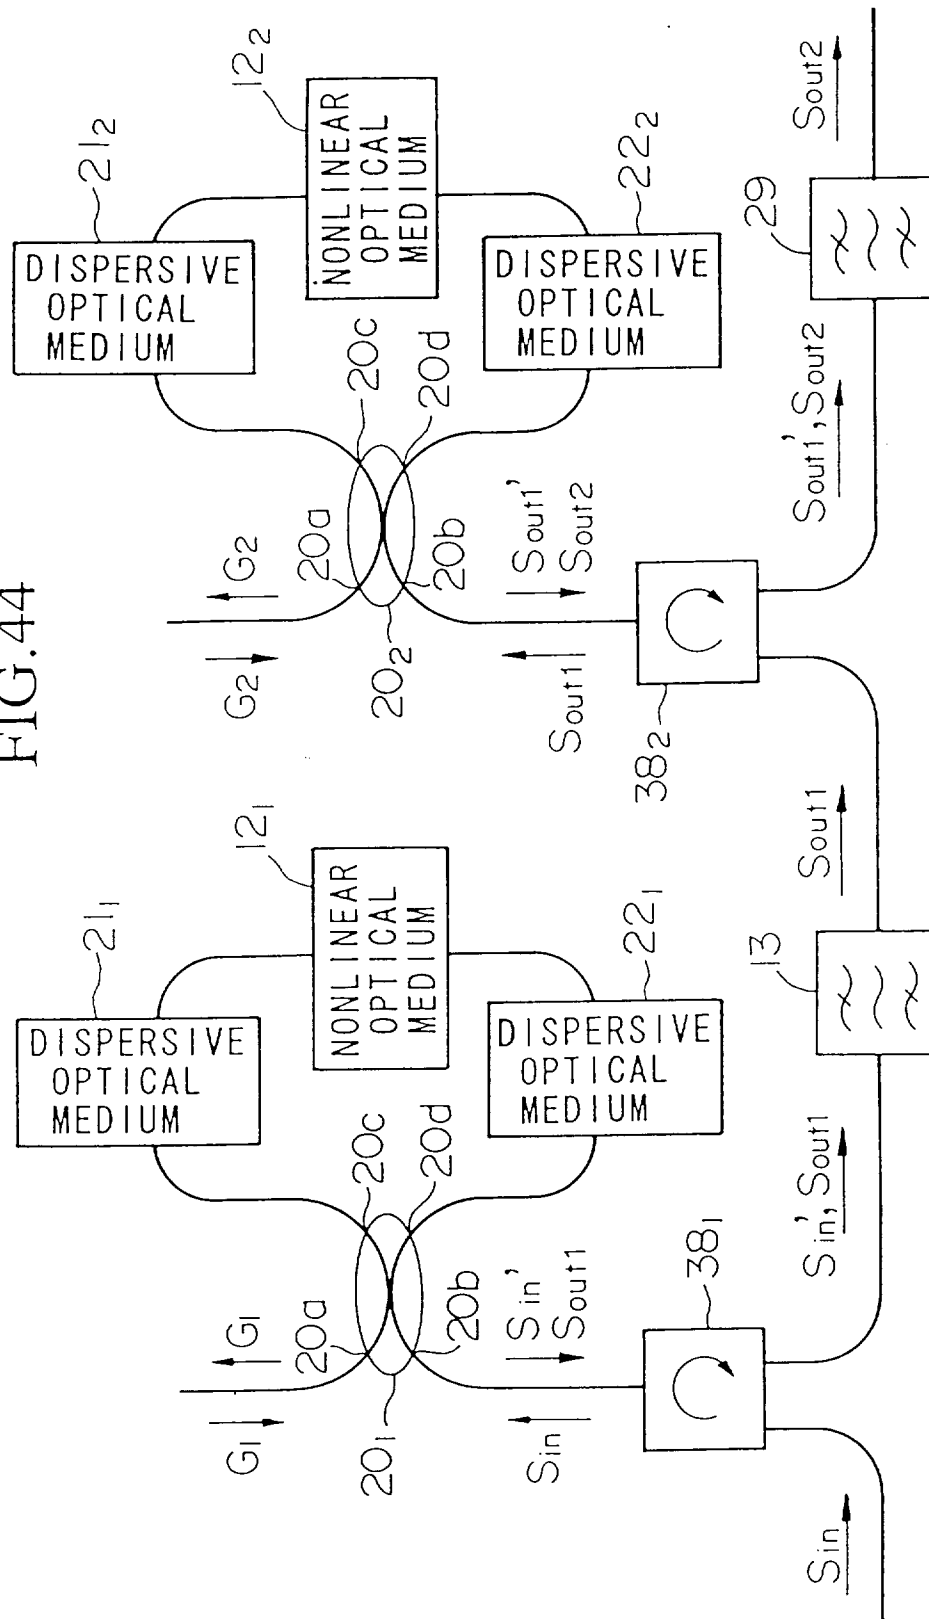 FIG.44
21₁
DISPERSIVE
OPTICAL
MEDIUM
12₁
NONLINEAR
OPTICAL
MEDIUM
22₁
DISPERSIVE
OPTICAL
MEDIUM
G₁
G₁
20a
20c
20b
20d
20₁
Sin
Sin'
Sout1
38₁
Sin
Sin', Sout1
13
Sout1
21₂
DISPERSIVE
OPTICAL
MEDIUM
12₂
NONLINEAR
OPTICAL
MEDIUM
22₂
DISPERSIVE
OPTICAL
MEDIUM
G₂
G₂
20a
20c
20b
20d
20₂
Sout1
Sout1'
Sout2
38₂
Sout1', Sout2
29
Sout2